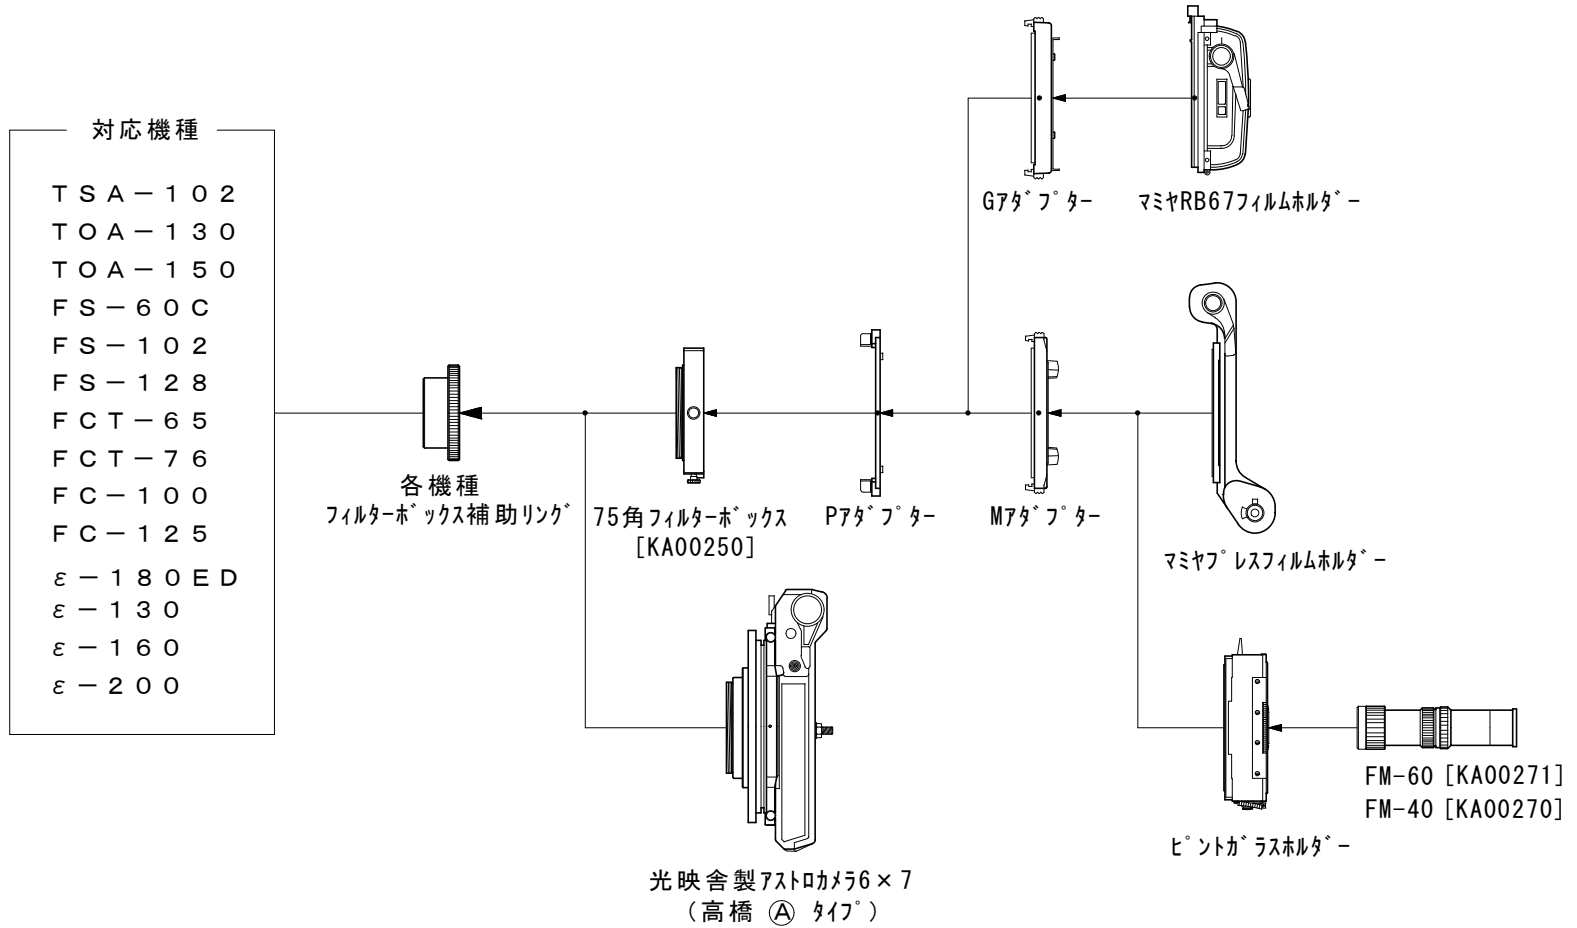 対応機種
ＴＳＡ－１０２
ＴＯＡ－１３０
ＴＯＡ－１５０
ＦＳ－６０Ｃ
ＦＳ－１０２
ＦＳ－１２８
ＦＣＴ－６５
ＦＣＴ－７６
ＦＣ－１００
ＦＣ－１２５
ε－１８０ＥＤ
ε－１３０
ε－１６０
ε－２００
各機種
ﾌｨﾙﾀｰﾎﾞｯｸｽ補助ﾘﾝｸﾞ
75角ﾌｨﾙﾀｰﾎﾞｯｸｽ
[KA00250]
Pｱﾀﾞﾌﾟﾀｰ
Gｱﾀﾞﾌﾟﾀｰ
ﾏﾐﾔRB67ﾌｨﾙﾑﾎﾙﾀﾞｰ
Mｱﾀﾞﾌﾟﾀｰ
ﾏﾐﾔﾌﾟﾚｽﾌｨﾙﾑﾎﾙﾀﾞｰ
光映舎製ｱｽﾄﾛｶﾒﾗ6×7
（高橋 Ⓐ ﾀｲﾌﾟ）
ﾋﾟﾝﾄｶﾞﾗｽﾎﾙﾀﾞｰ
FM-60 [KA00271]
FM-40 [KA00270]